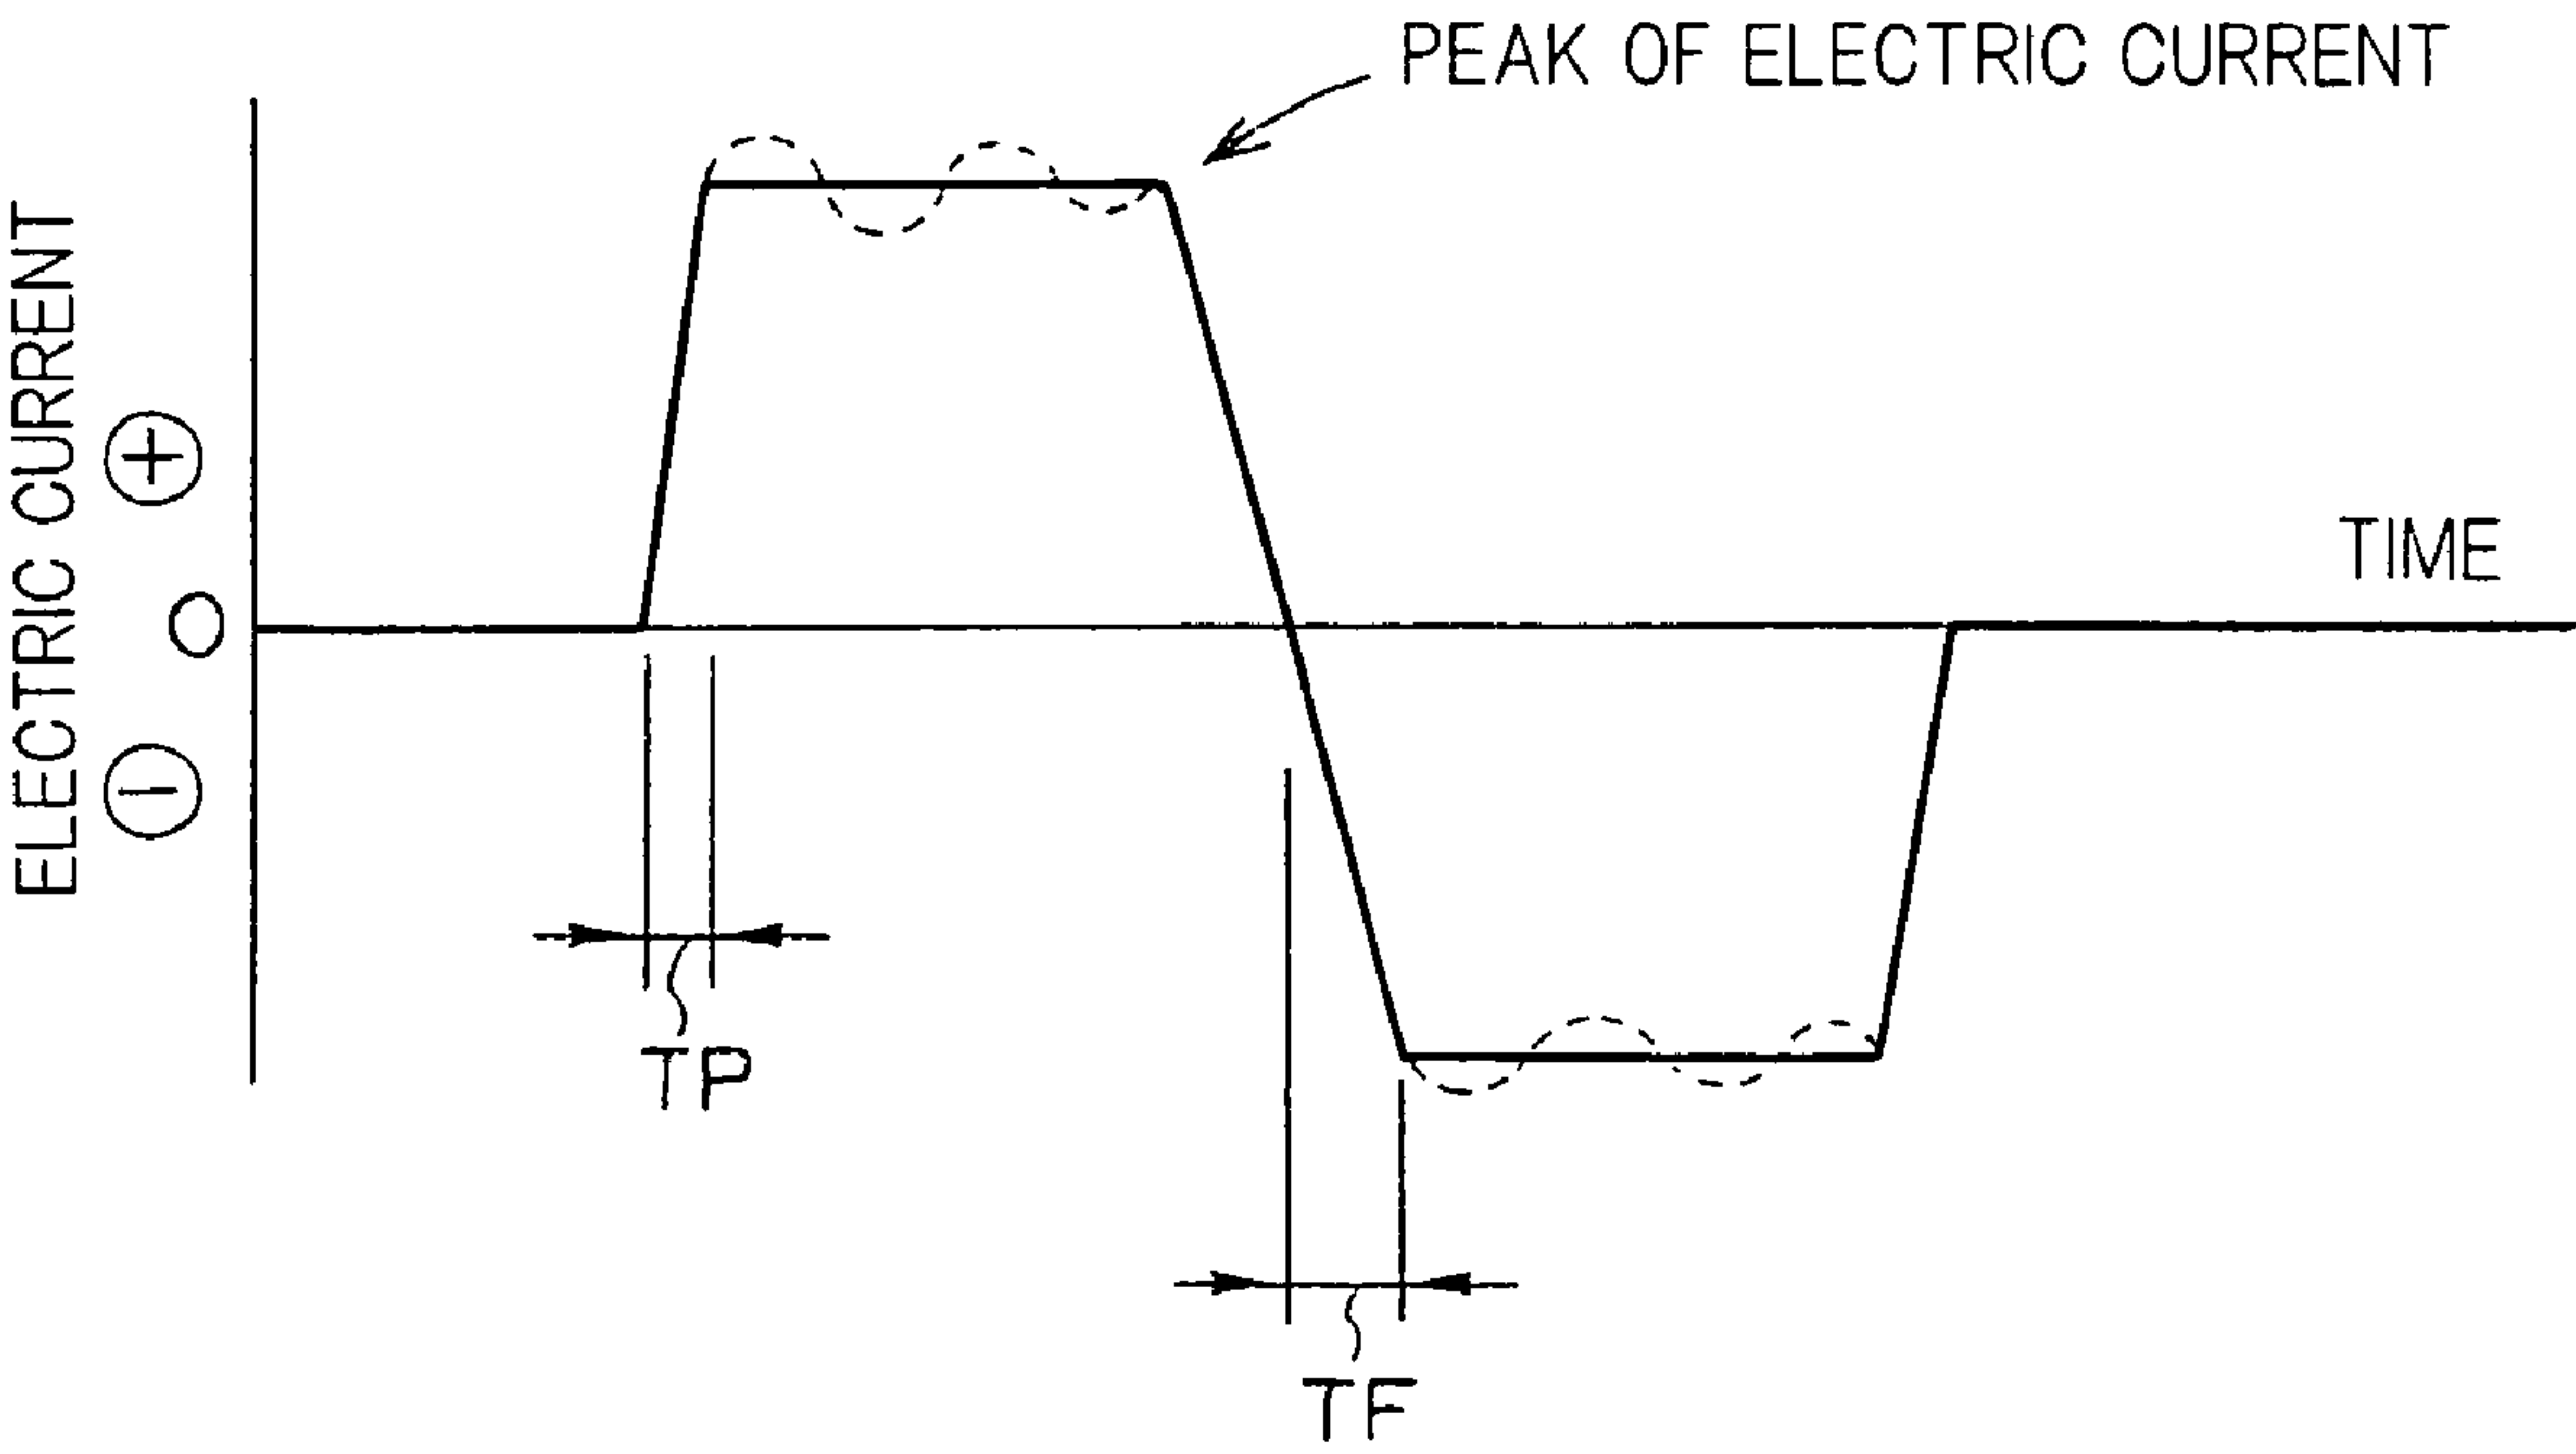 PEAK OF ELECTRIC CURRENT
ELECTRIC CURRENT
+
0
−
TIME
TP
TF